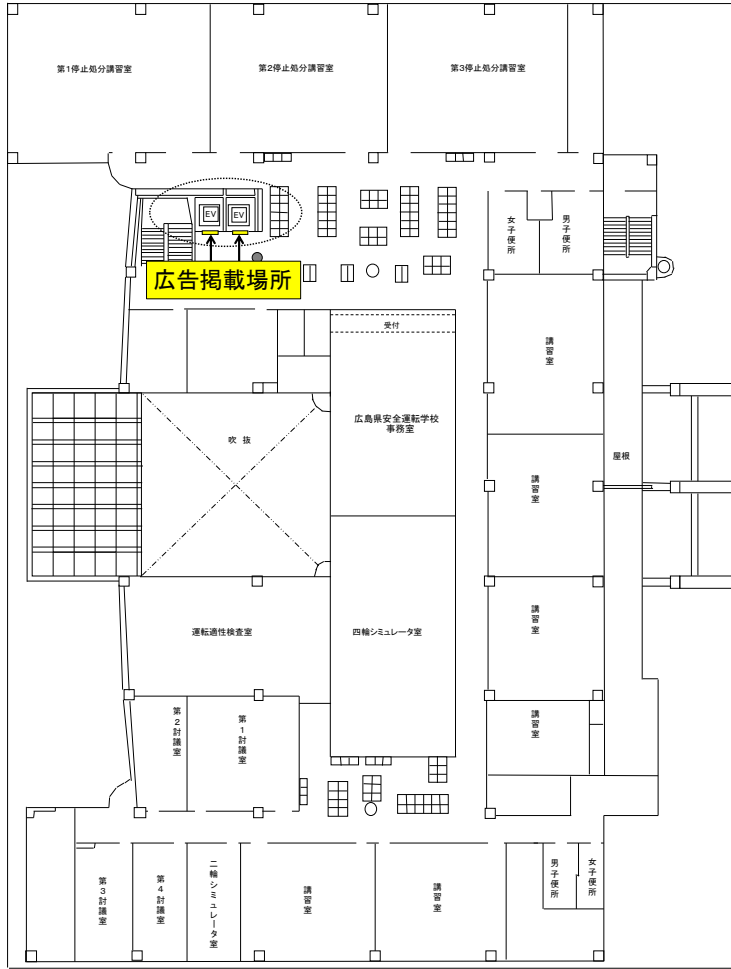 第1停止処分講習室
第2停止処分講習室
第3停止処分講習室
EV
EV
女子便所
男子便所
広告掲載場所
受付
講習室
広島県安全運転学校
事務室
吹 抜
屋根
講習室
運転適性検査室
四輪シミュレータ室
講習室
第2討議室
第1討議室
講習室
第3討議室
第4討議室
二輪シミュレータ室
講習室
講習室
男子便所
女子便所